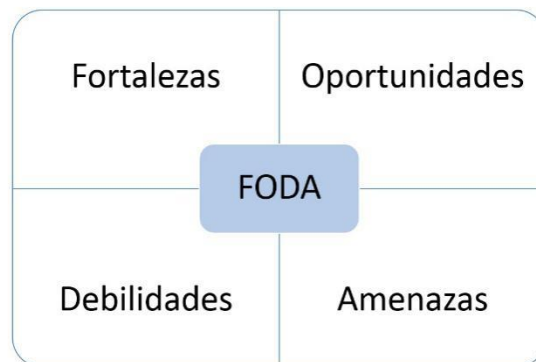 Fortalezas
Oportunidades
FODA
Debilidades
Amenazas